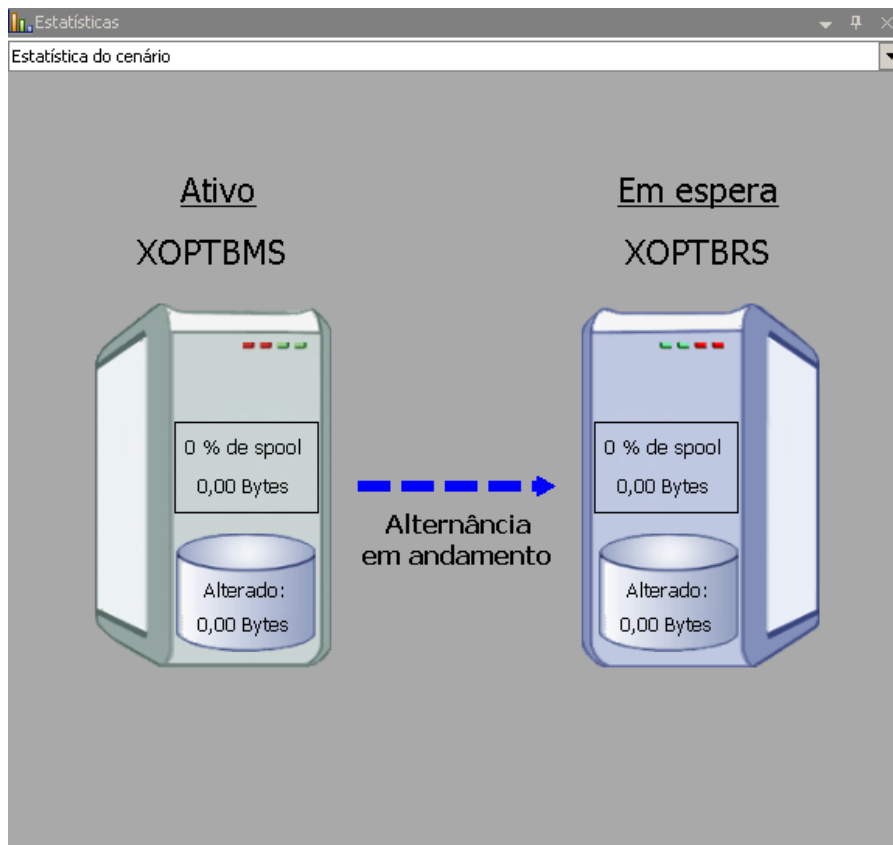 Estatísticas
Estatística do cenário
Ativo
XOPTBMS
Em espera
XOPTBRS
0 % de spool
0,00 Bytes
Alterado:
0,00 Bytes
Alternância
em andamento
0 % de spool
0,00 Bytes
Alterado:
0,00 Bytes